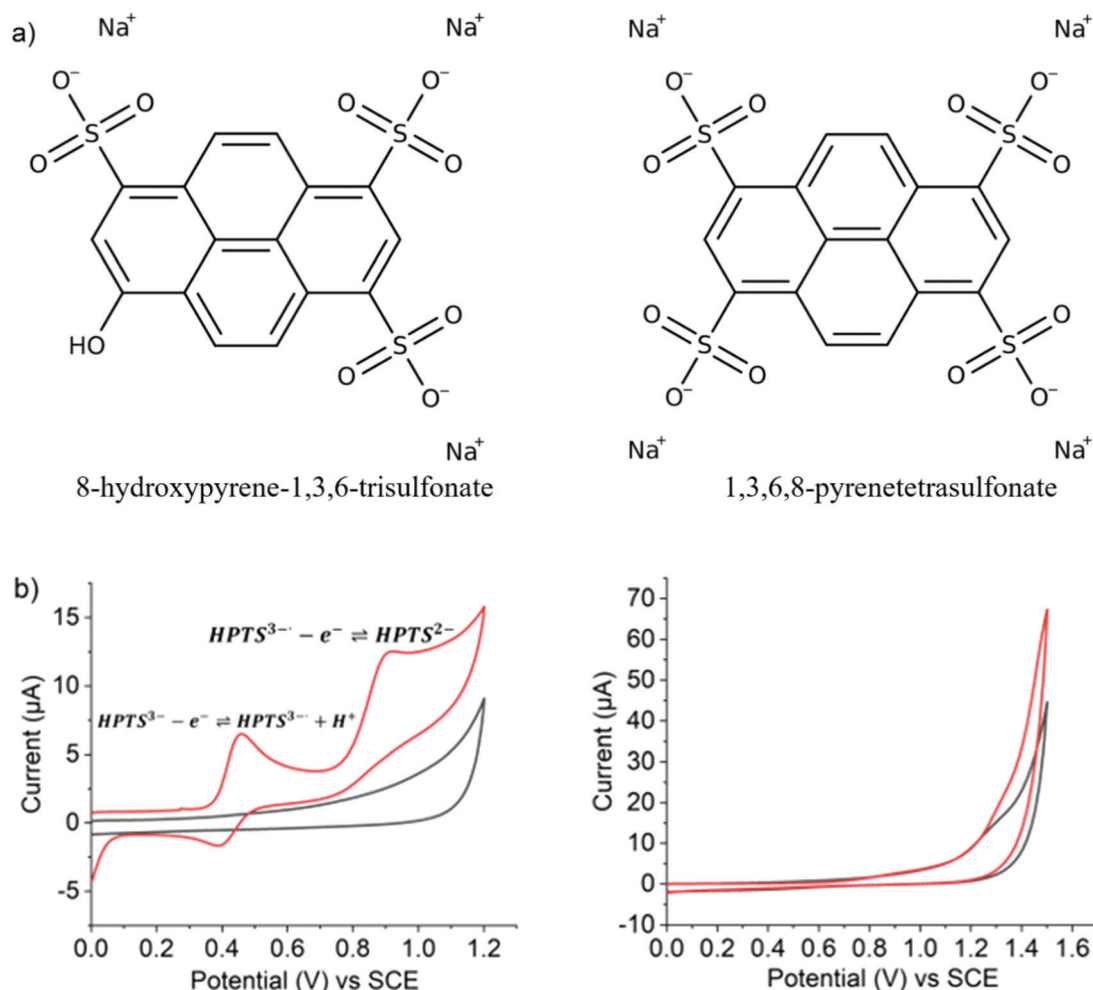 a)
Na⁺ Na⁺ Na⁺ Na⁺
O⁻ O O⁻ O O⁻ O O⁻
O S S O O S S O
O O
O O O O
HO S S S
O O⁻ O⁻ O O O⁻
Na⁺ Na⁺ Na⁺
8-hydroxypyrene-1,3,6-trisulfonate
1,3,6,8-pyrenetetrasulfonate
b)
HPTS³⁻· − e⁻ ⇌ HPTS²⁻
HPTS³⁻ − e⁻ ⇌ HPTS³⁻· + H⁺
Current (µA)
15
10
5
0
-5
0.0 0.2 0.4 0.6 0.8 1.0 1.2
Potential (V) vs SCE
Current (µA)
70
60
50
40
30
20
10
0
-10
0.0 0.2 0.4 0.6 0.8 1.0 1.2 1.4 1.6
Potential (V) vs SCE